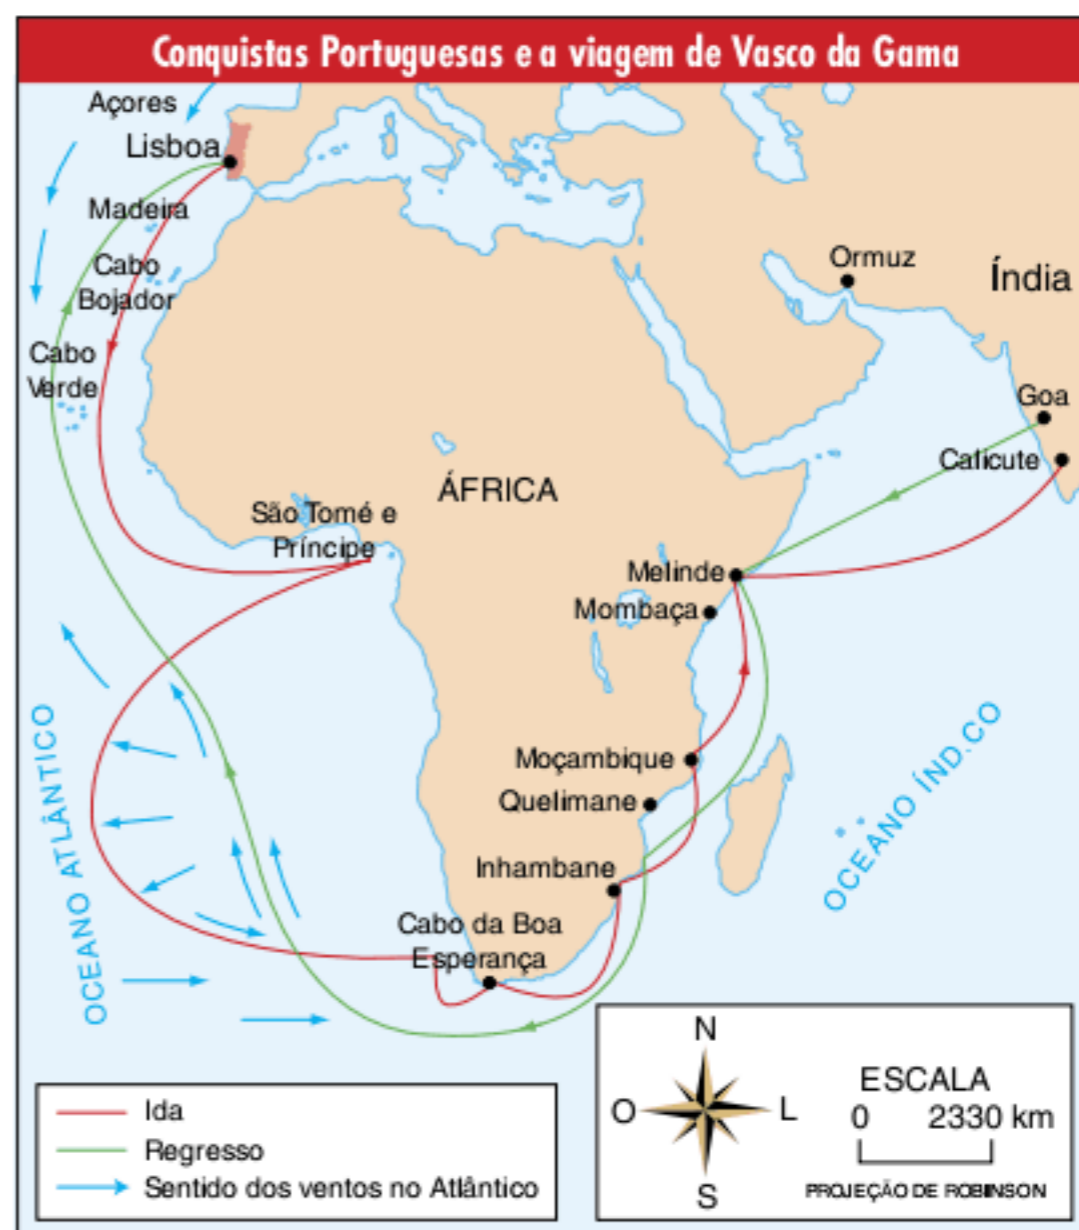 Conquistas Portuguesas e a viagem de Vasco da Gama
Açores
Lisboa
Madeira
Cabo
Bojador
Cabo
Verde
Ormuz
Índia
Goa
Calicute
ÁFRICA
São Tomé e
Príncipe
Melinde
Mombaça
Moçambique
Quelimane
Inhambane
Cabo da Boa
Esperança
OCEANO ATLÂNTICO
OCEANO ÍND.CO
Ida
Regresso
Sentido dos ventos no Atlântico
N
O
L
S
ESCALA
0 2330 km
PROJEÇÃO DE ROBINSON